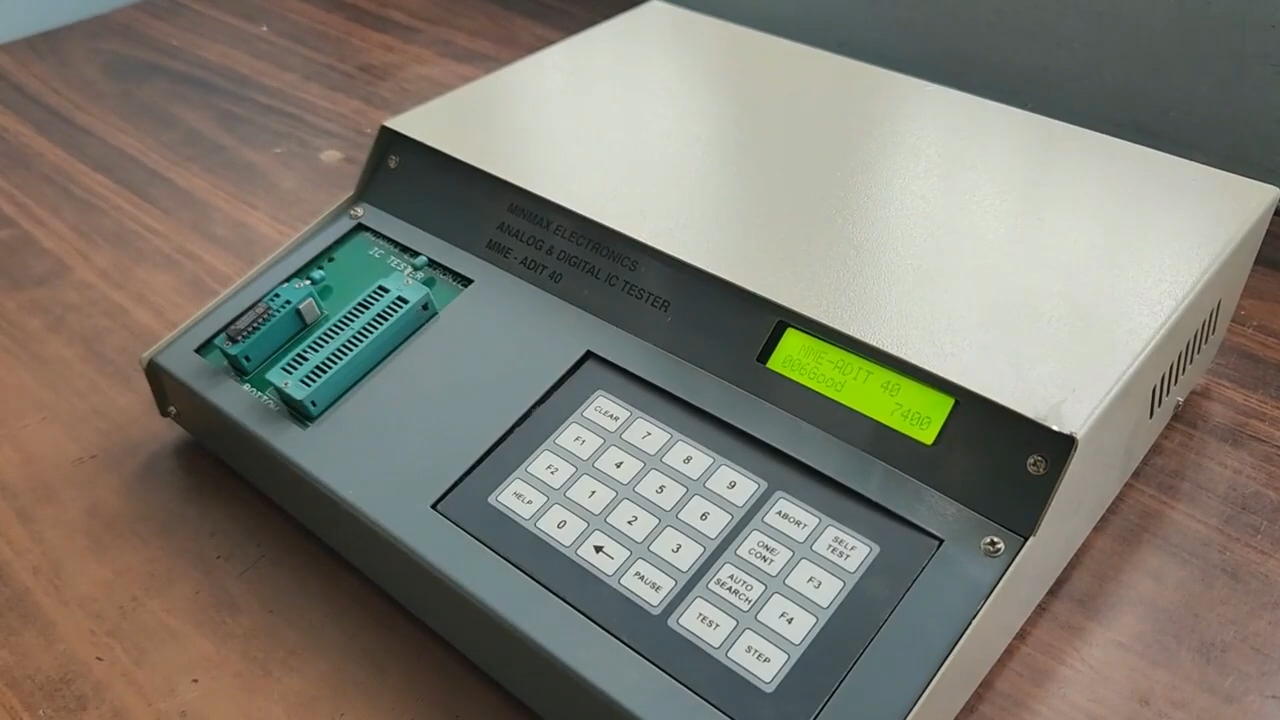 MINMAX ELECTRONICS
ANALOG & DIGITAL IC TESTER
MME - ADIT 40
IC TESTER
BOTTOM
MME-ADIT 40
006Good
7400
CLEAR 7 8 9
F1 4 5 6
F2 1 2 3
HELP 0 PAUSE
ABORT SELF TEST
ONE/CONT F3
AUTO SEARCH F4
TEST STEP